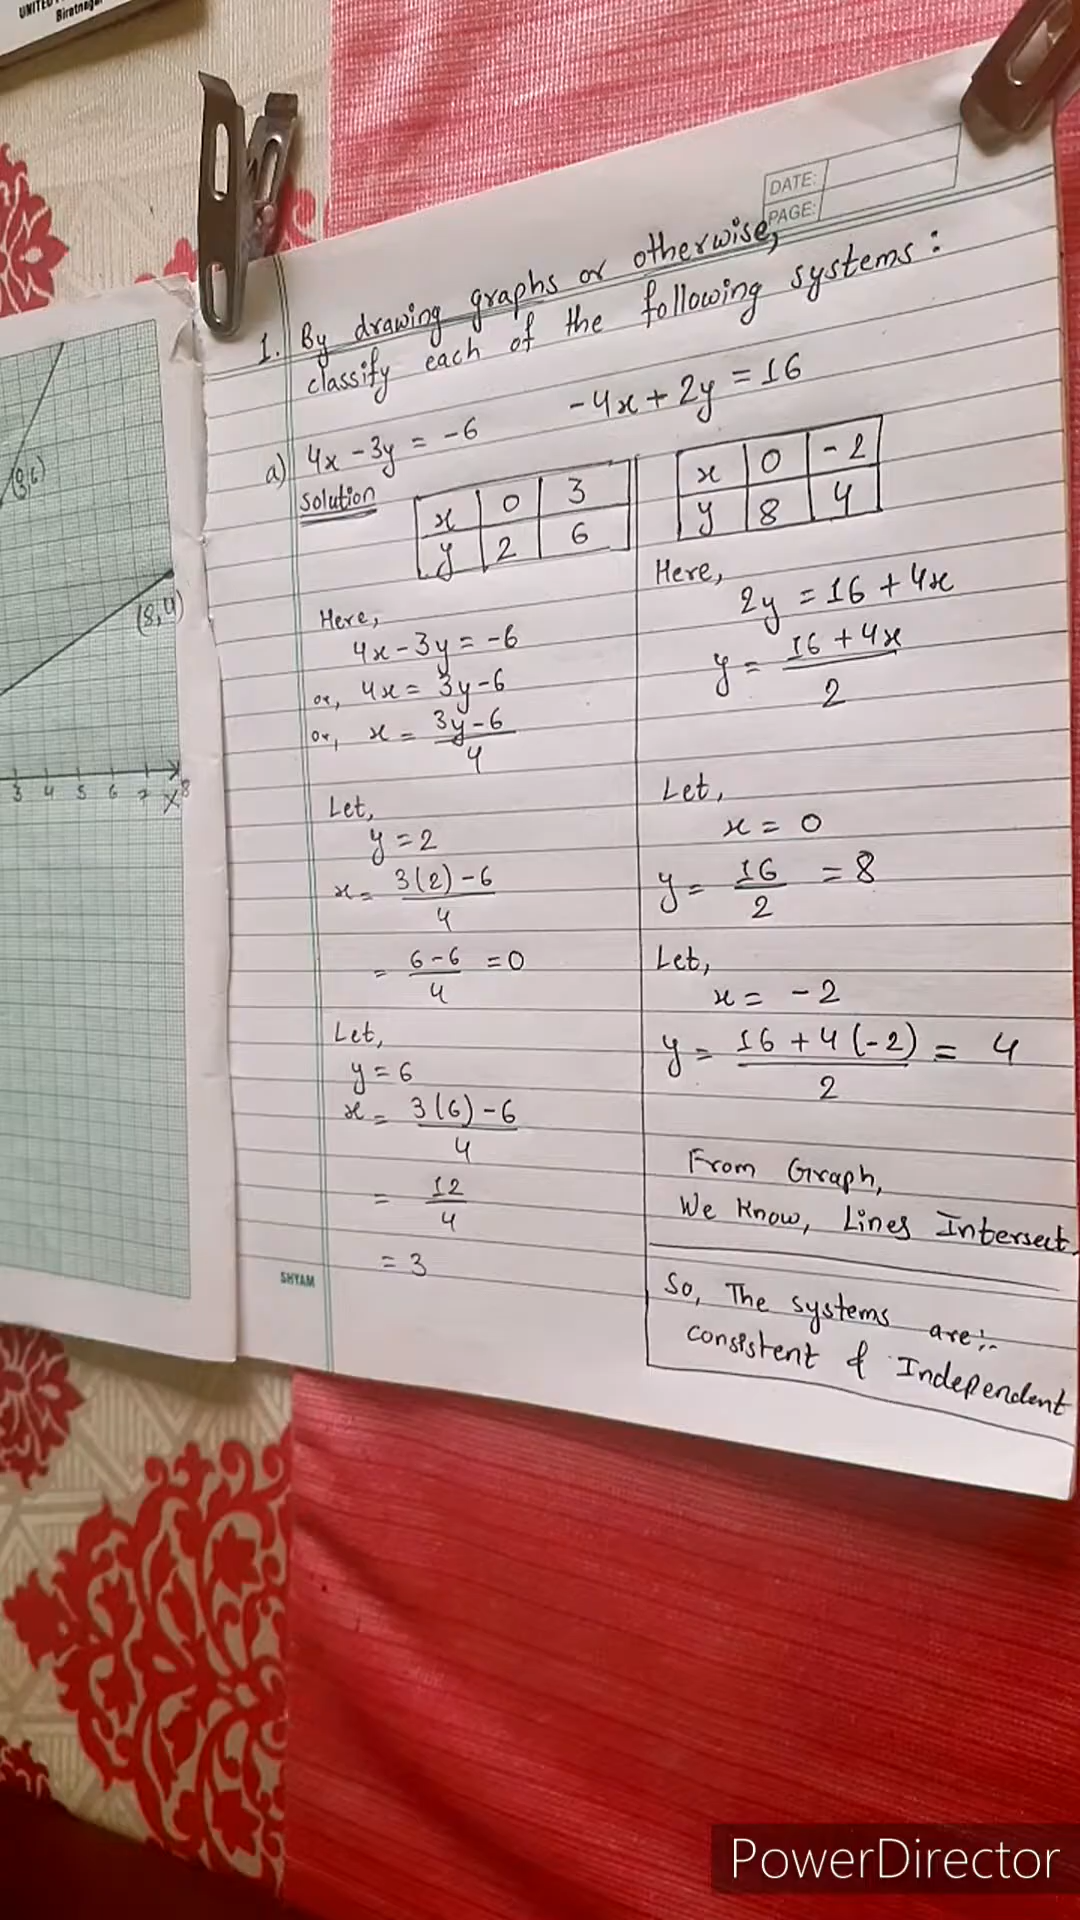 UNITED
Biratnagar
DATE:
PAGE:
1. By drawing graphs or otherwise,
classify each of the following systems:
a) 4x - 3y = -6     -4x + 2y = 16
Solution
x | 0 | 3
y | 2 | 6
x | 0 | -2
y | 8 | 4
Here,
4x - 3y = -6
or, 4x = 3y - 6
or, x = 3y - 6 / 4
Let,
y = 2
x = 3(2) - 6 / 4
= 6 - 6 / 4 = 0
Let,
y = 6
x = 3(6) - 6 / 4
= 12 / 4
= 3
Here,
2y = 16 + 4x
y = 16 + 4x / 2
Let,
x = 0
y = 16 / 2 = 8
Let,
x = -2
y = 16 + 4(-2) / 2 = 4
From Graph,
We Know, Lines Intersect.
So, The systems are:-
consistent & Independent
SHYAM
(8,4)
3 4 5 6 7 8
X
PowerDirector